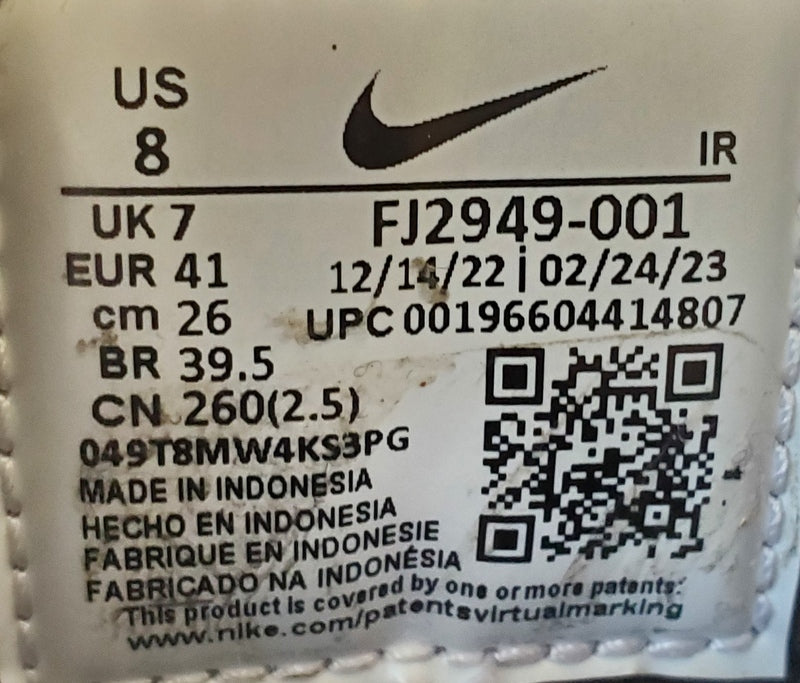 US
8
IR
UK 7
FJ2949-001
EUR 41
12/14/22 | 02/24/23
cm 26
UPC 00196604414807
BR 39.5
CN 260(2.5)
049T8MW4KS3PG
MADE IN INDONESIA
HECHO EN INDONESIA
FABRIQUE EN INDONESIE
FABRICADO NA INDONÉSIA
This product is covered by one or more patents:
www.nike.com/patentsvirtualmarking